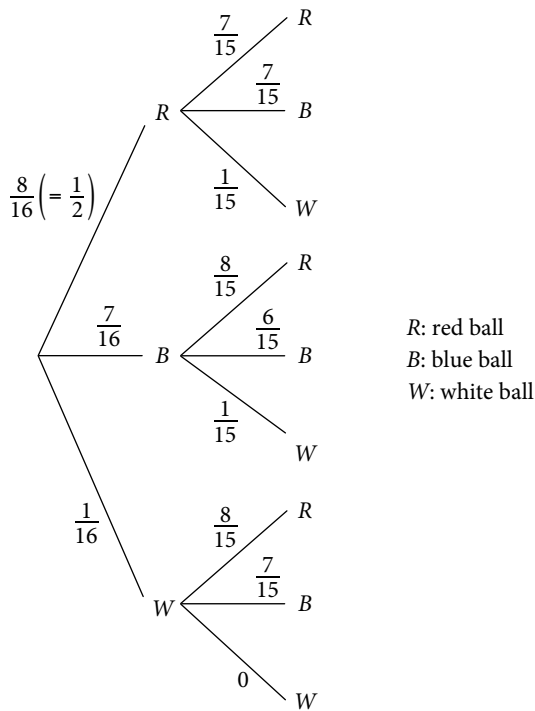 7/15 R
7/15 B
R
1/15 W
8/16 (= 1/2)
8/15 R
7/16 B 6/15 B
1/15 W
R: red ball
B: blue ball
W: white ball
1/16
8/15 R
7/15 B
W
0 W